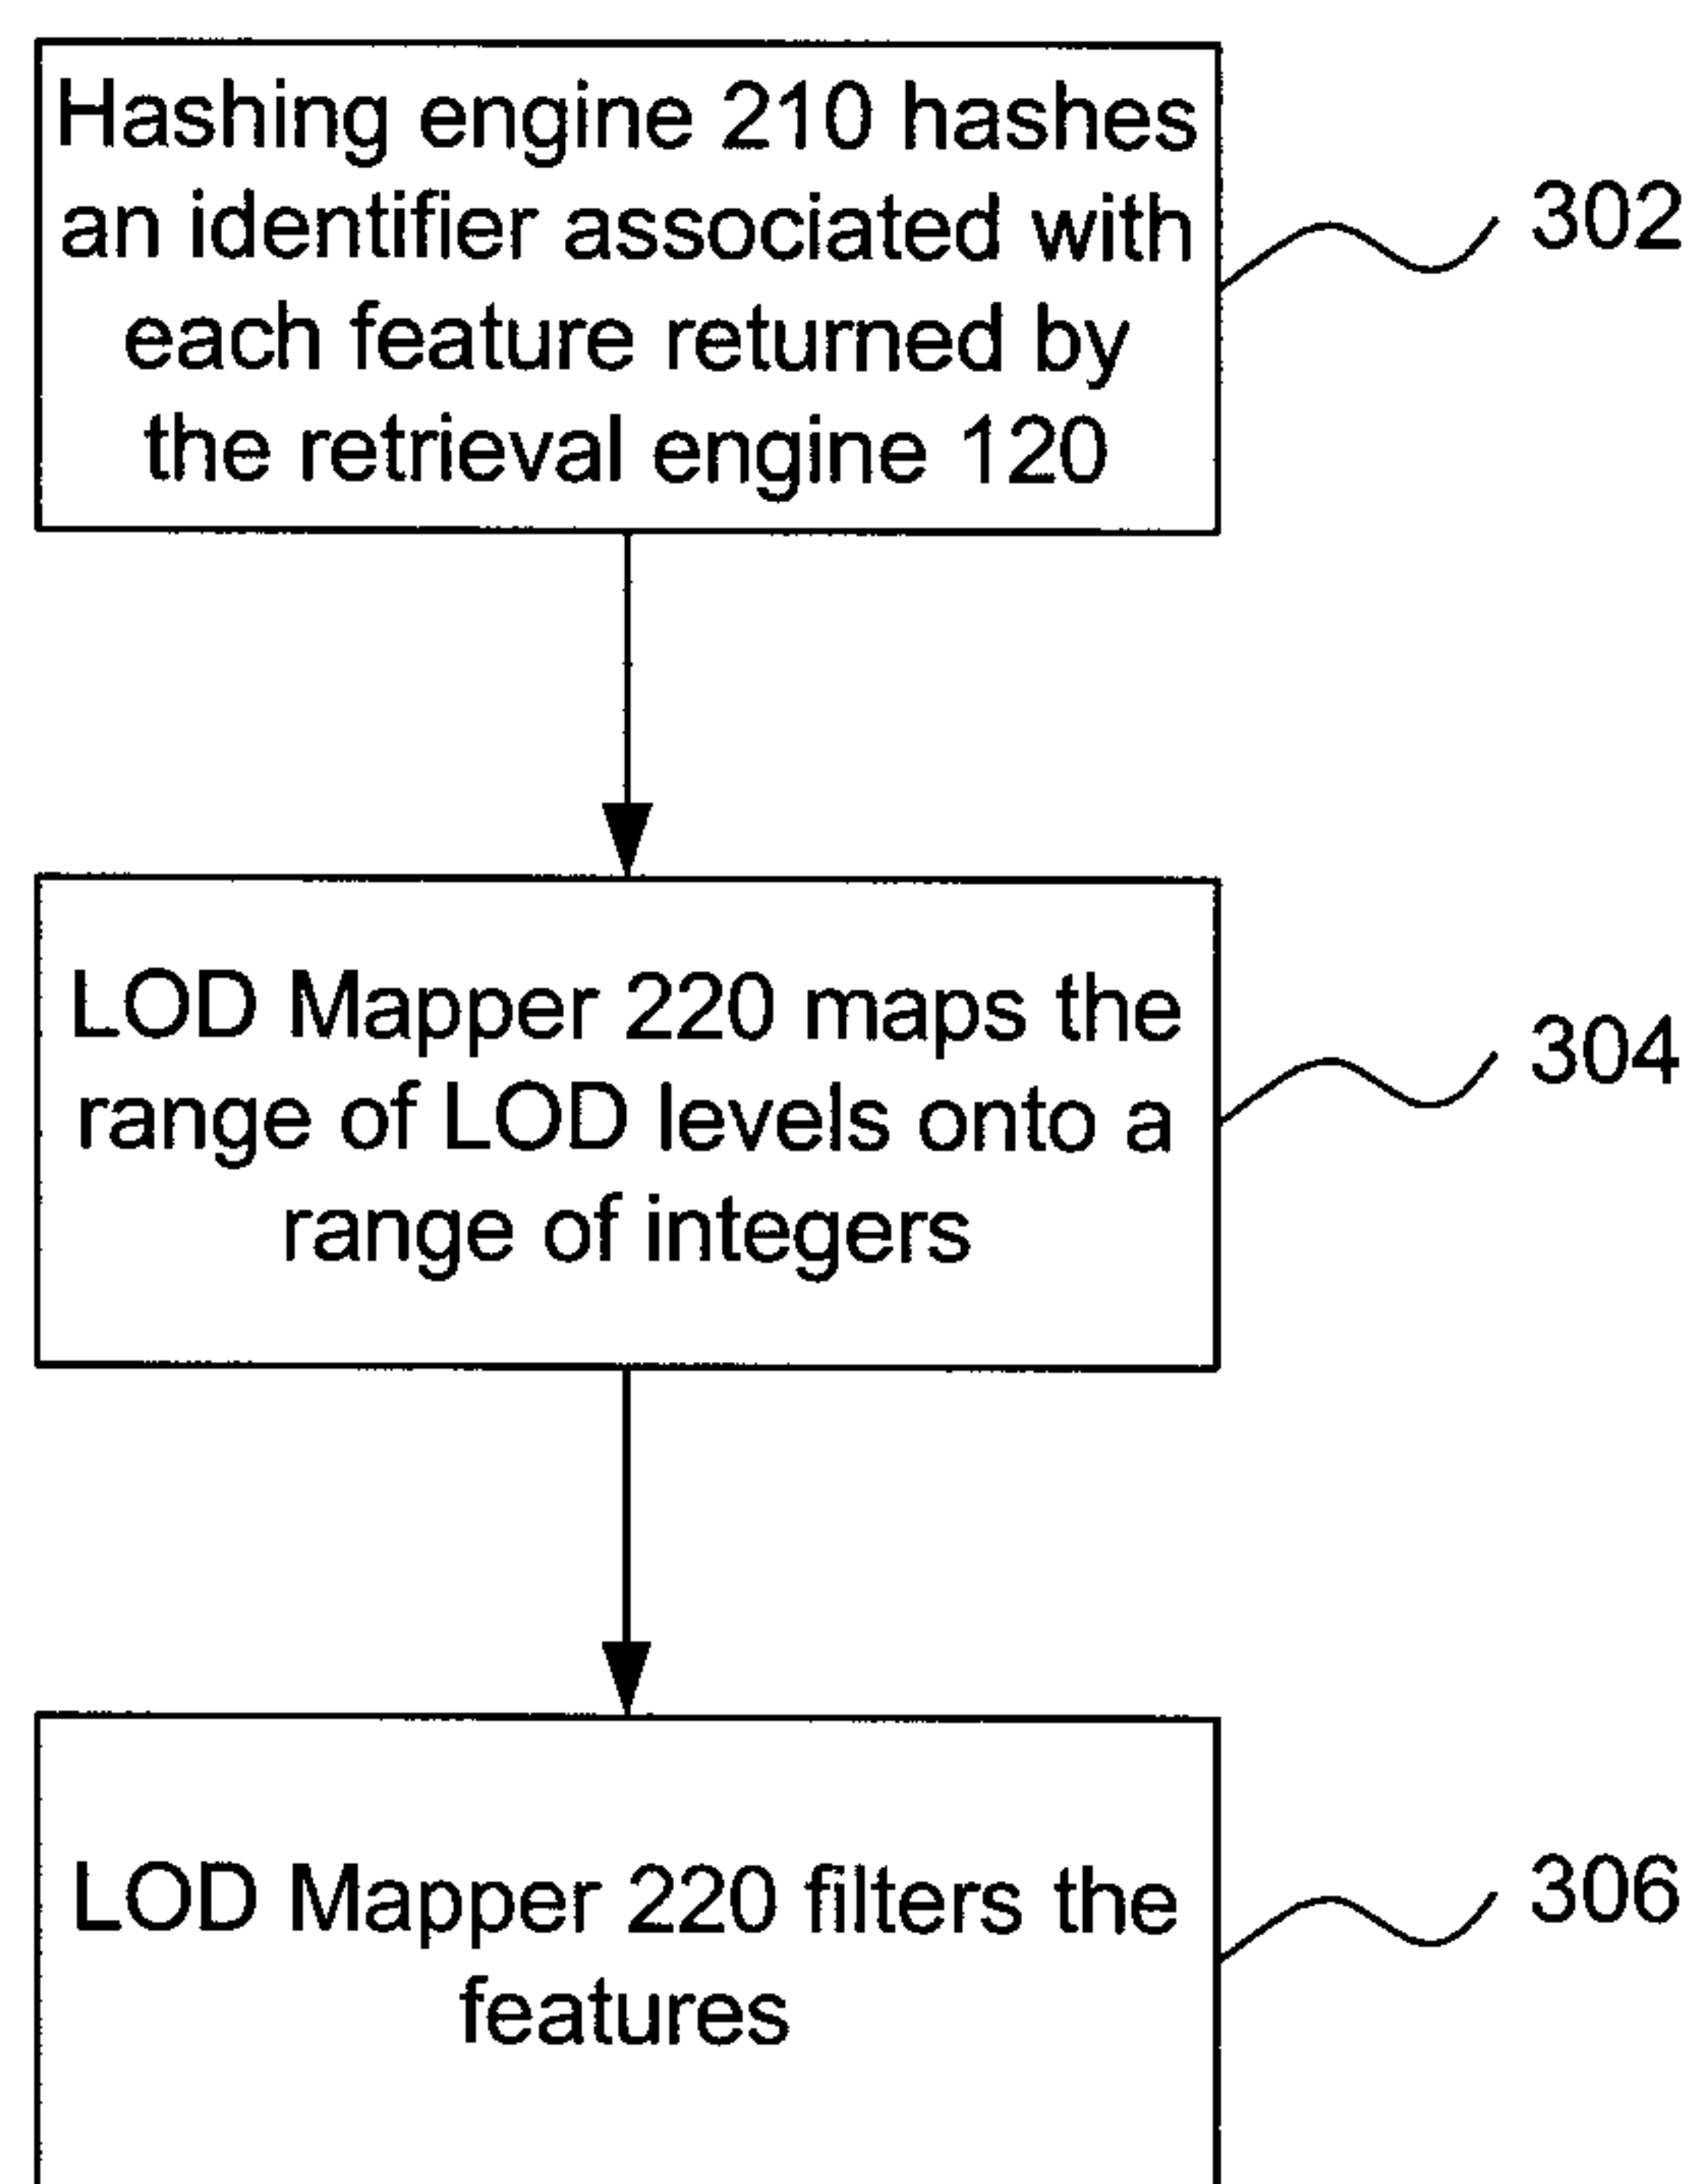 Hashing engine 210 hashes
an identifier associated with
each feature returned by
the retrieval engine 120
302
LOD Mapper 220 maps the
range of LOD levels onto a
range of integers
304
LOD Mapper 220 filters the
features
306